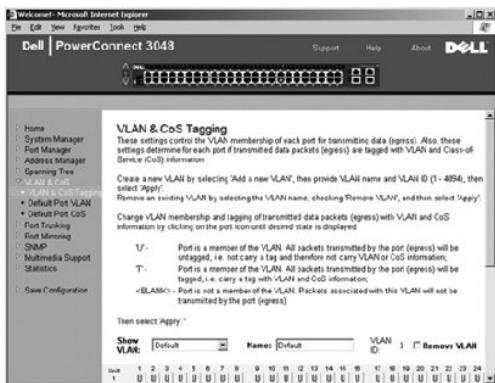 Welcome! - Microsoft Internet Explorer
File Edit View Favorites Tools Help
Dell | PowerConnect 3048
Support Help About DELL
Home
System Manager
Port Manager
Address Manager
Spanning Tree
VLAN & CoS
VLAN & CoS Tagging
Default Port VLAN
Default Port CoS
Port Trunking
Port Mirroring
SNMP
Multimedia Support
Statistics
Save Configuration
VLAN & CoS Tagging
These settings control the VLAN membership of each port for transmitting data (egress). Also, these
settings determine for each port if transmitted data packets (egress) are tagged with VLAN and Class-of-
Service (CoS) information.
Create a new VLAN by selecting 'Add a new VLAN', then provide VLAN name and VLAN ID (1 - 4094), then
select 'Apply'.
Remove an existing VLAN by selecting the VLAN name, checking 'Remove VLAN', and then select 'Apply'.
Change VLAN membership and tagging of transmitted data packets (egress) with VLAN and CoS
information by clicking on the port icon until desired state is displayed
'U' - Port is a member of the VLAN. All packets transmitted by the port (egress) will be
untagged, i.e. not carry a tag and therefore not carry VLAN or CoS information;
'T' - Port is a member of the VLAN. All packets transmitted by the port (egress) will be
tagged, i.e. carry a tag with VLAN and CoS information;
<BLANK> - Port is not a member of the VLAN. Packets associated with this VLAN will not be
transmitted by the port (egress).
Then select 'Apply'."
Show VLAN: Default Name: Default VLAN ID: 1 Remove VLAN
Unit 1 2 3 4 5 6 7 8 9 10 11 12 13 14 15 16 17 18 19 20 21 22 23 24
1 U U U U U U U U U U U U U U U U U U U U U U U U